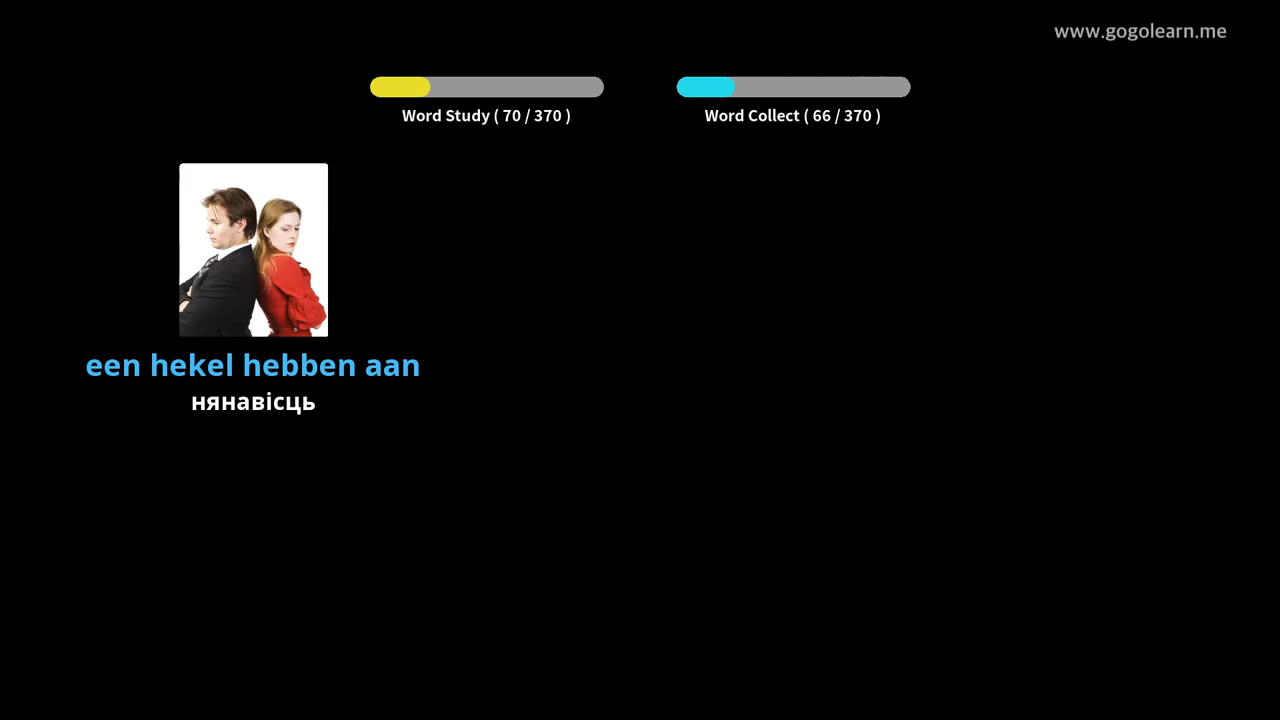 www.gogolearn.me
Word Study ( 70 / 370 )
Word Collect ( 66 / 370 )
een hekel hebben aan
нянавісць